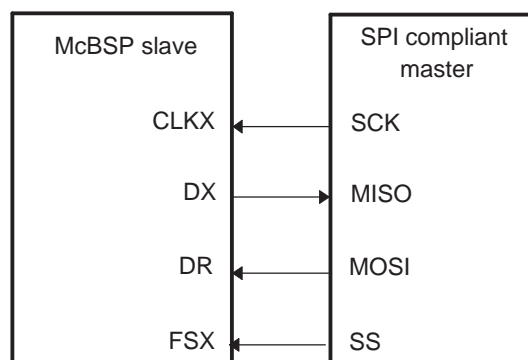 McBSP slave
SPI compliant
master
CLKX
SCK
DX
MISO
DR
MOSI
FSX
SS